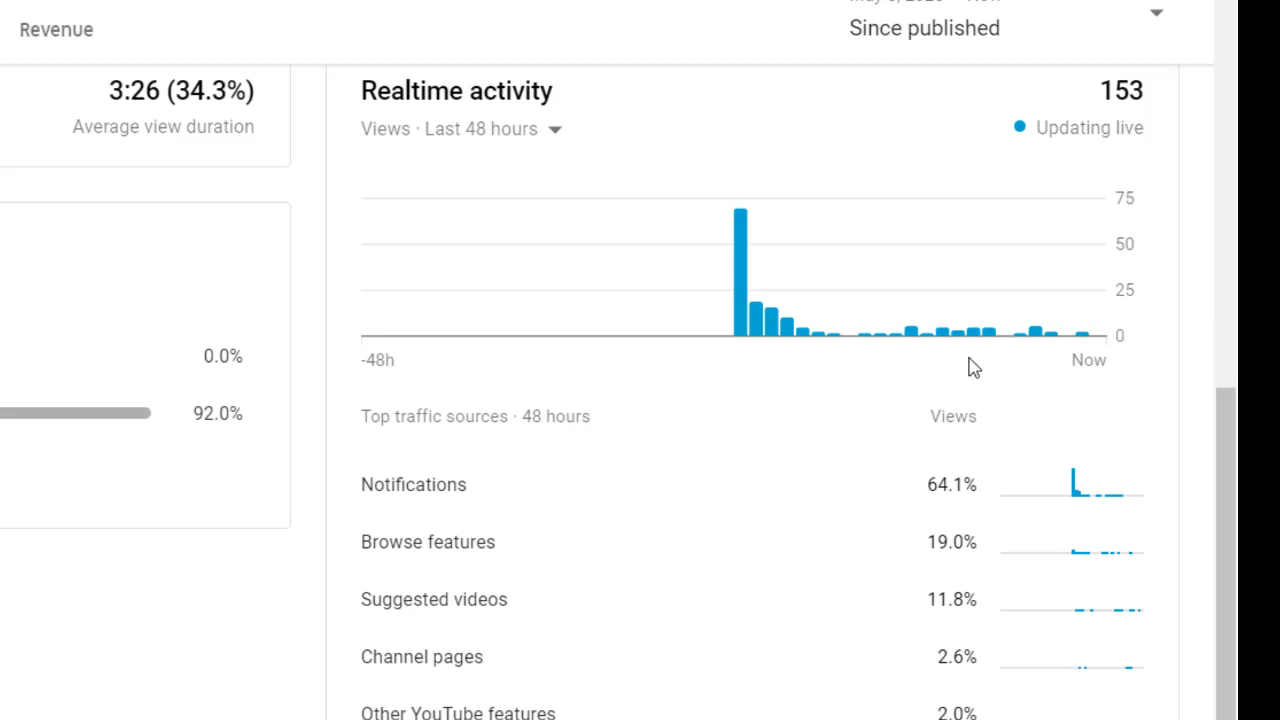 Since published
Revenue
3:26 (34.3%)
Average view duration
0.0%
92.0%
Realtime activity
153
Views · Last 48 hours
Updating live
75
50
25
0
-48h
Now
Top traffic sources · 48 hours
Views
Notifications
64.1%
Browse features
19.0%
Suggested videos
11.8%
Channel pages
2.6%
Other YouTube features
2.0%